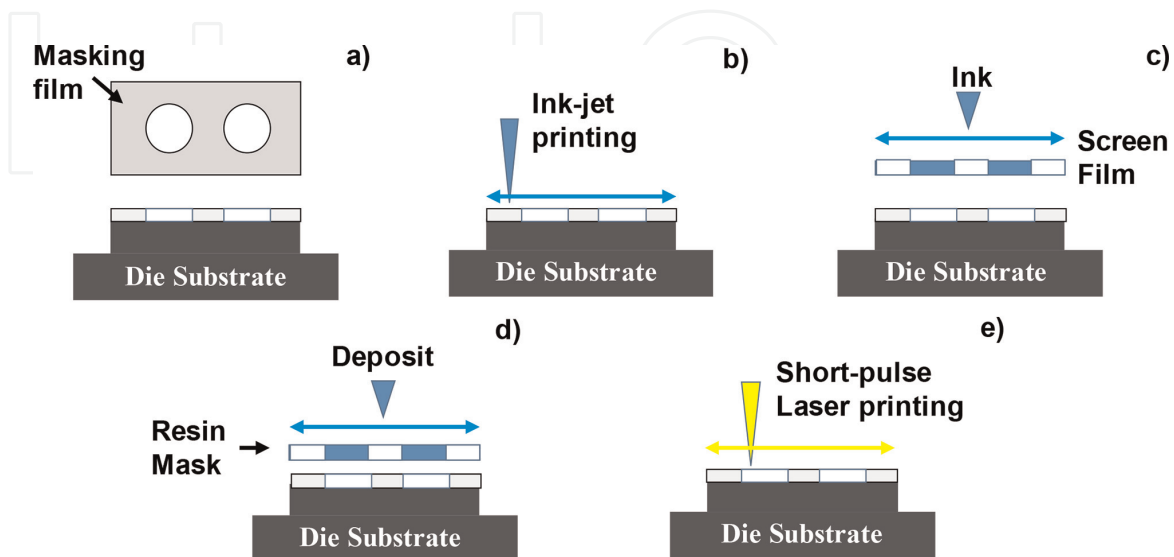 Masking
film
a)
Die Substrate
b)
Ink-jet
printing
Die Substrate
c)
Ink
Screen
Film
Die Substrate
d)
Deposit
Resin
Mask
Die Substrate
e)
Short-pulse
Laser printing
Die Substrate